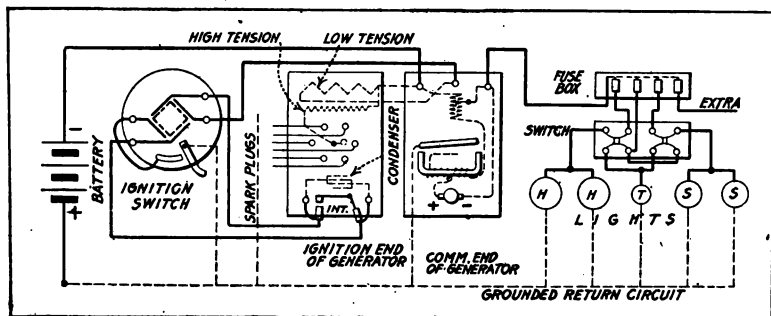 HIGH TENSION
LOW TENSION
FUSE
BOX
EXTRA
SWITCH
-
BATTERY
+
IGNITION
SWITCH
SPARK PLUGS
CONDENSER
INT.
+ -
H H T S S
LIGHTS
IGNITION END
OF GENERATOR
COMM. END
OF GENERATOR
GROUNDED RETURN CIRCUIT